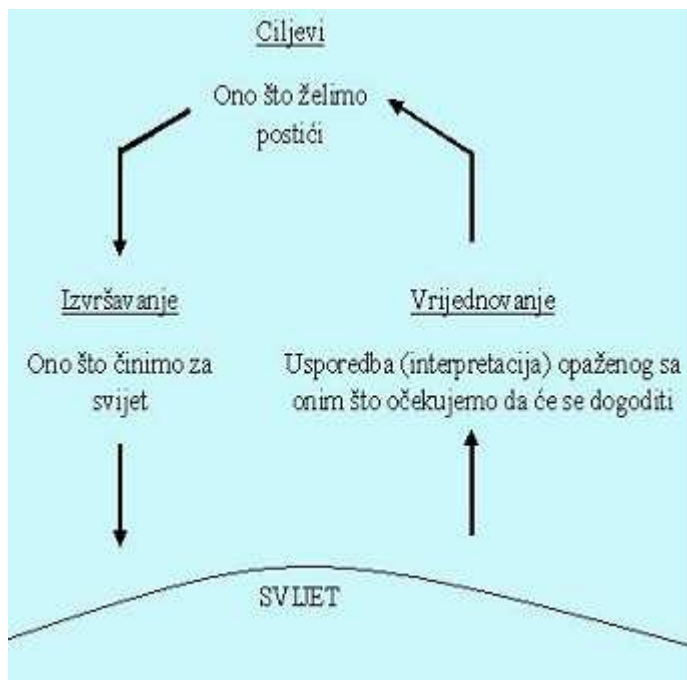 Ciljevi
Ono što želimo
postići
Izvršavanje
Ono što činimo za
svijet
Vrijednovanje
Usporedba (interpretacija) opaženog sa
onim što očekujemo da će se dogoditi
SVIJET